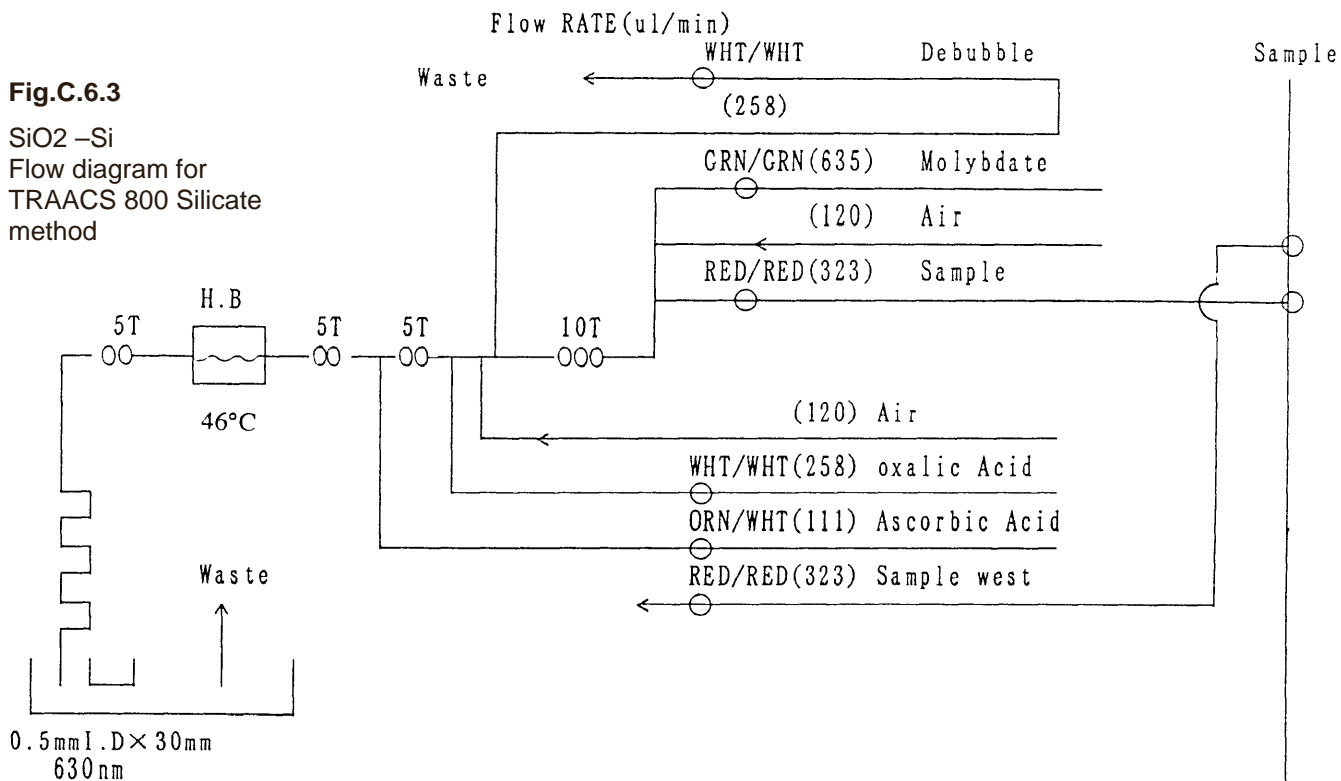 Fig.C.6.3
SiO2 –Si
Flow diagram for
TRAACS 800 Silicate
method
Flow RATE(ul/min)
Waste
WHT/WHT Debubble
(258)
Sample
GRN/GRN(635) Molybdate
(120) Air
RED/RED(323) Sample
H.B
5T
5T
5T
10T
46°C
(120) Air
WHT/WHT(258) oxalic Acid
ORN/WHT(111) Ascorbic Acid
RED/RED(323) Sample west
Waste
0.5mmI.D×30mm
630nm